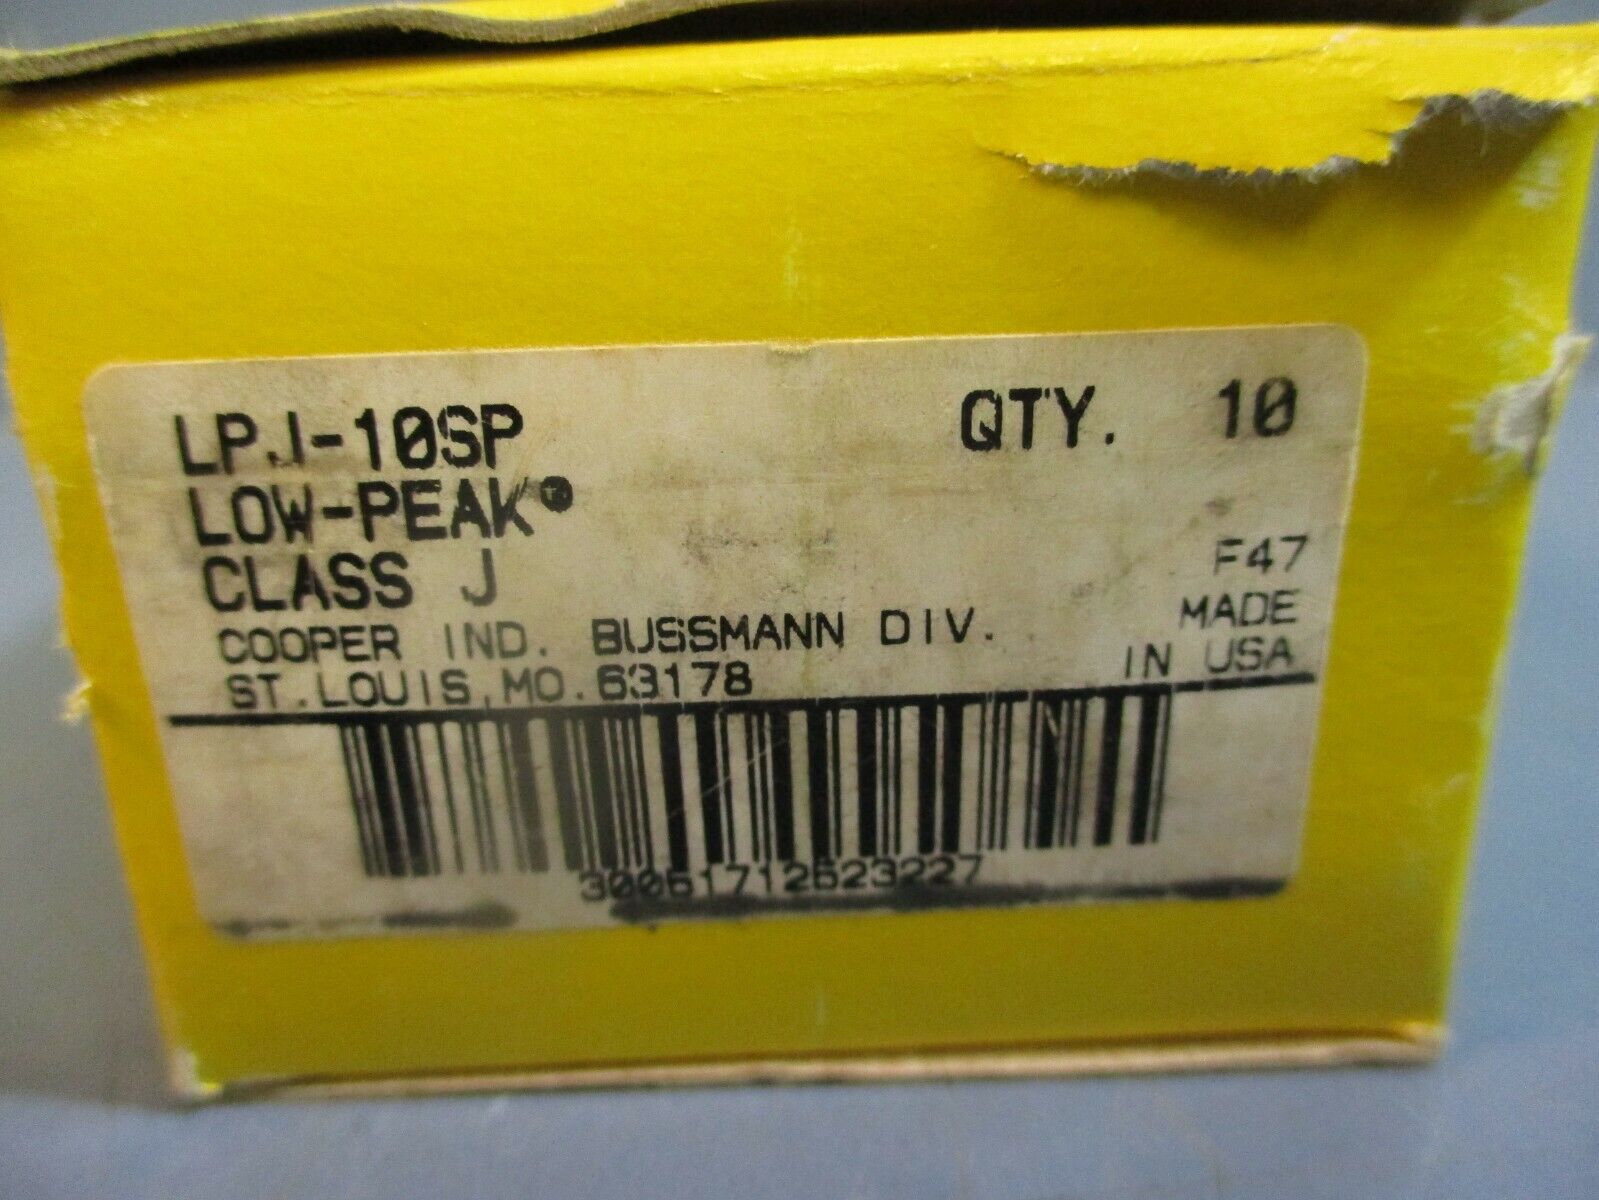 LPJ-10SP QTY. 10
LOW-PEAK®
CLASS J F47
COOPER IND. BUSSMANN DIV. MADE
ST. LOUIS, MO. 63178 IN USA
30051712623227